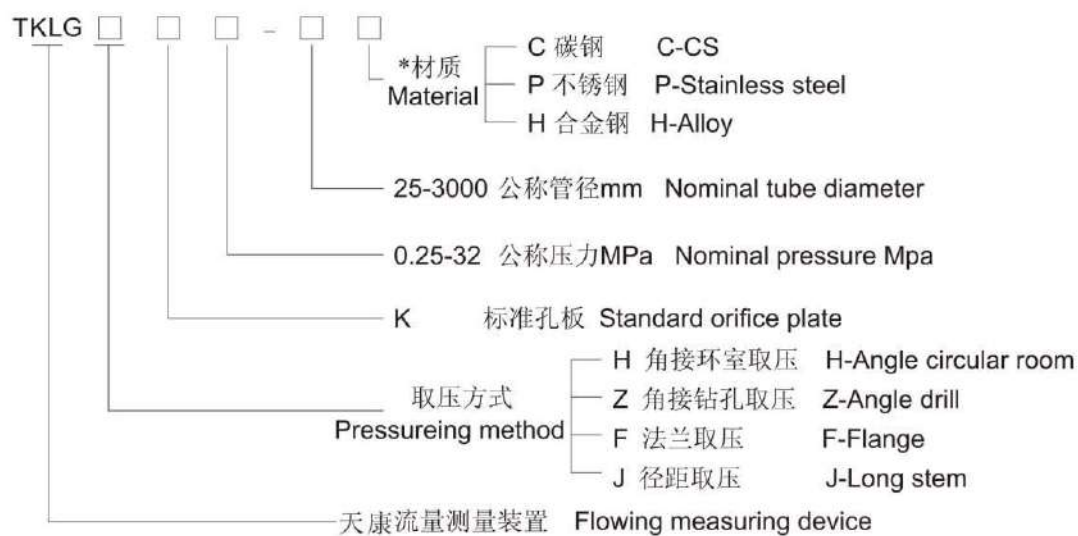 TKLG □ □ □ - □ □
*材质
Material
C 碳钢 C-CS
P 不锈钢 P-Stainless steel
H 合金钢 H-Alloy
25-3000 公称管径mm Nominal tube diameter
0.25-32 公称压力MPa Nominal pressure Mpa
K 标准孔板 Standard orifice plate
取压方式
Pressureing method
H 角接环室取压 H-Angle circular room
Z 角接钻孔取压 Z-Angle drill
F 法兰取压 F-Flange
J 径距取压 J-Long stem
天康流量测量装置 Flowing measuring device